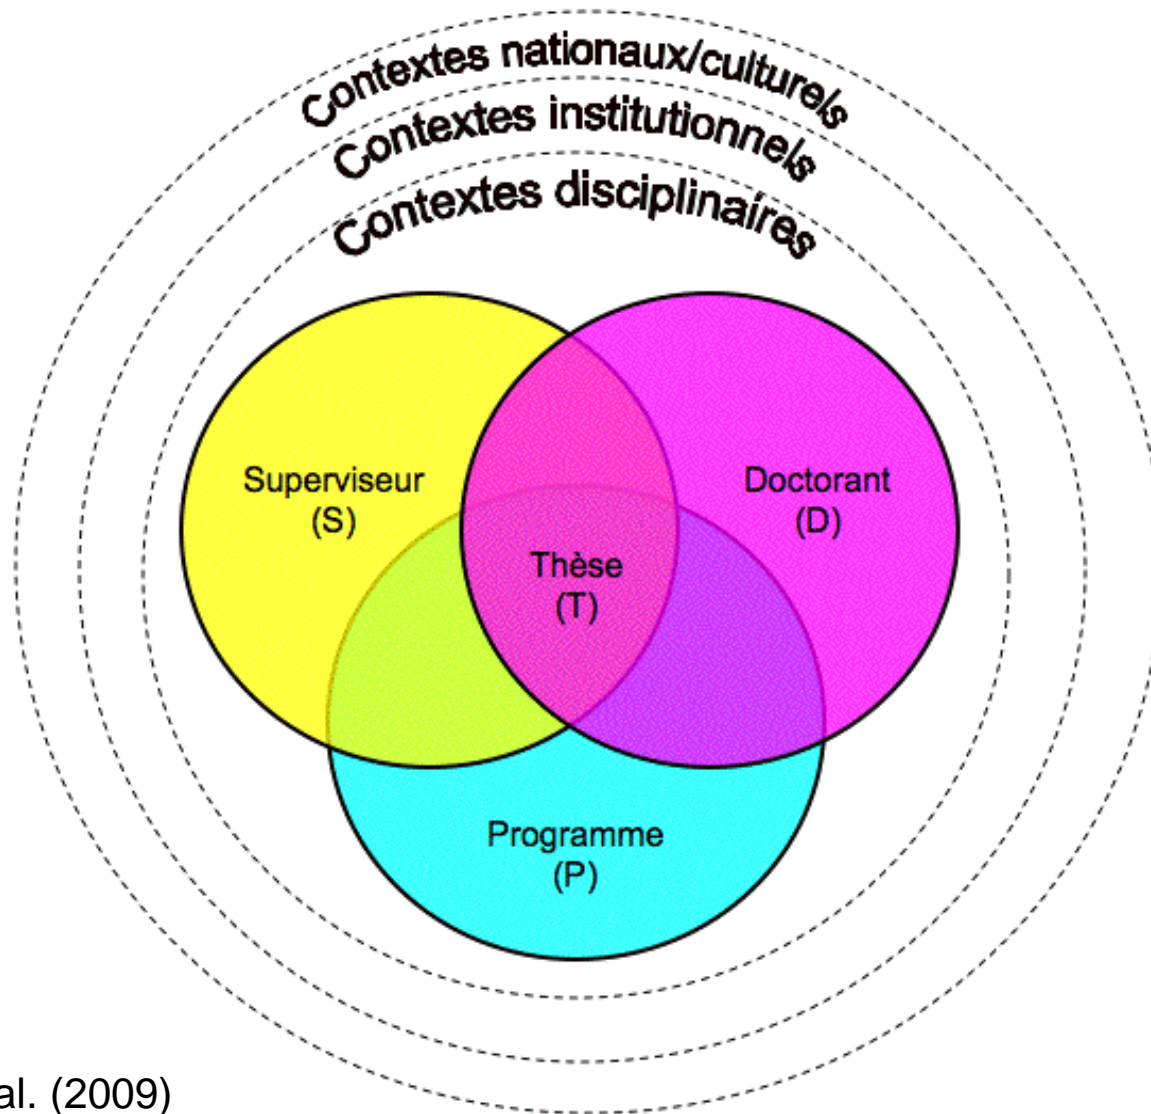 Contextes nationaux/culturels
Contextes institutionnels
Contextes disciplinaires
Superviseur
(S)
Doctorant
(D)
Thèse
(T)
Programme
(P)
al. (2009)